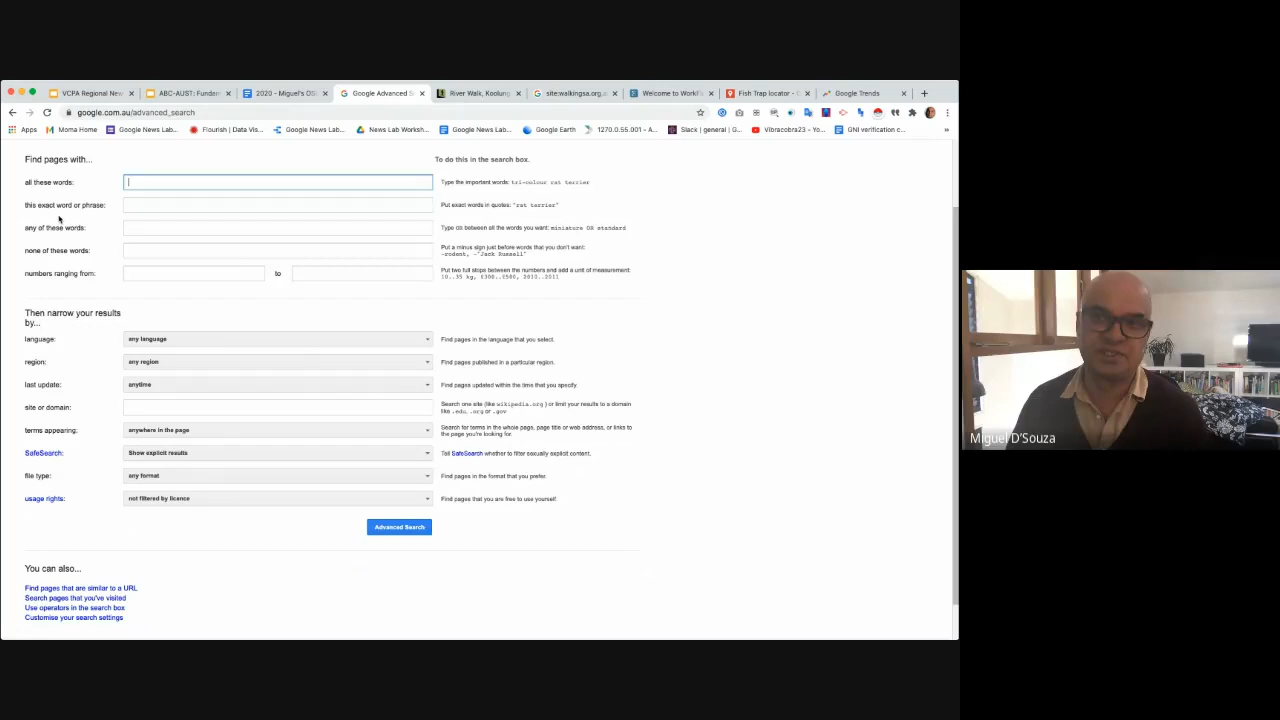 VCPA Regional New
ABC-AUST: Fundam
2020 - Miguel's OSI
Google Advanced S
River Walk, Koolung
site:walkingsa.org.a
Welcome to WorkFl
Fish Trap locator - E
Google Trends
google.com.au/advanced_search
Apps
Moma Home
Google News Lab...
Flourish | Data Vis...
Google News Lab...
News Lab Worksh...
Google News Lab...
Google Earth
1270.0.55.001 - A...
Slack | general | G...
Vibracobra23 - Yo...
GNI verification c...
Find pages with...
To do this in the search box.
all these words:
Type the important words: tri-colour rat terrier
this exact word or phrase:
Put exact words in quotes: "rat terrier"
any of these words:
Type OR between all the words you want: miniature OR standard
none of these words:
Put a minus sign just before words that you don't want:
-rodent, -"Jack Russell"
numbers ranging from:
to
Put two full stops between the numbers and add a unit of measurement:
10..35 kg, £300..£500, 2010..2011
Then narrow your results
by...
language:
any language
Find pages in the language that you select.
region:
any region
Find pages published in a particular region.
last update:
anytime
Find pages updated within the time that you specify.
site or domain:
Search one site (like wikipedia.org) or limit your results to a domain
like .edu, .org or .gov
terms appearing:
anywhere in the page
Search for terms in the whole page, page title or web address, or links to
the page you're looking for.
SafeSearch:
Show explicit results
Tell SafeSearch whether to filter sexually explicit content.
file type:
any format
Find pages in the format that you prefer.
usage rights:
not filtered by licence
Find pages that you are free to use yourself.
Advanced Search
You can also...
Find pages that are similar to a URL
Search pages that you've visited
Use operators in the search box
Customise your search settings
Miguel D'Souza